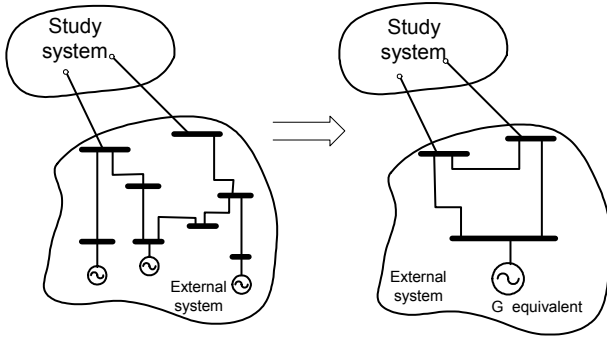 Study
system
External
system
Study
system
External
system
G equivalent